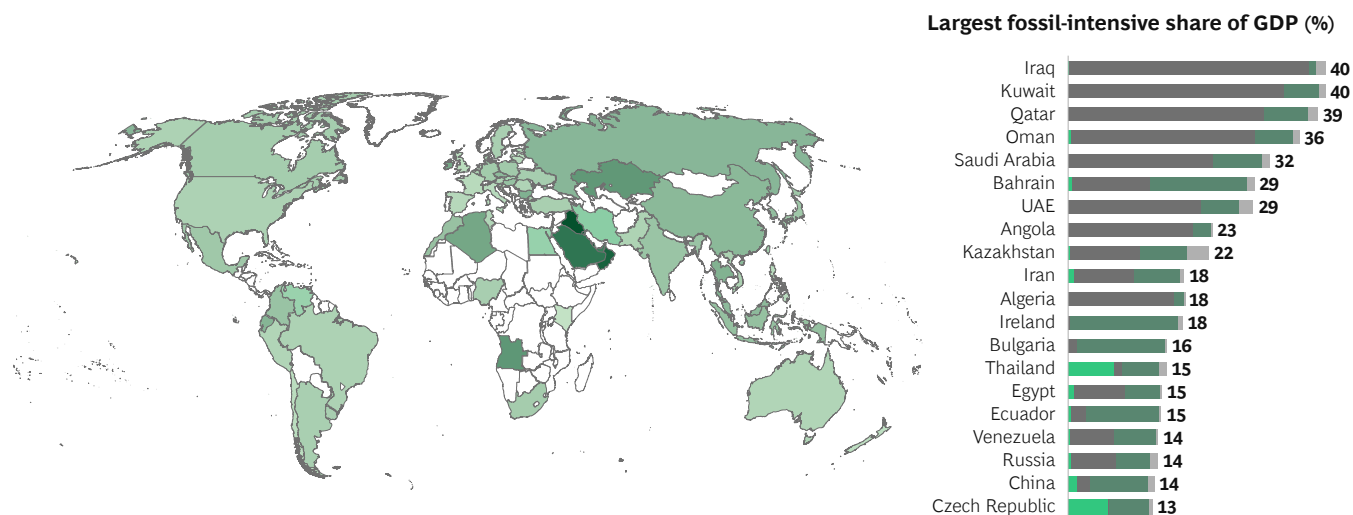 Largest fossil-intensive share of GDP (%)
Iraq 40
Kuwait 40
Qatar 39
Oman 36
Saudi Arabia 32
Bahrain 29
UAE 29
Angola 23
Kazakhstan 22
Iran 18
Algeria 18
Ireland 18
Bulgaria 16
Thailand 15
Egypt 15
Ecuador 15
Venezuela 14
Russia 14
China 14
Czech Republic 13